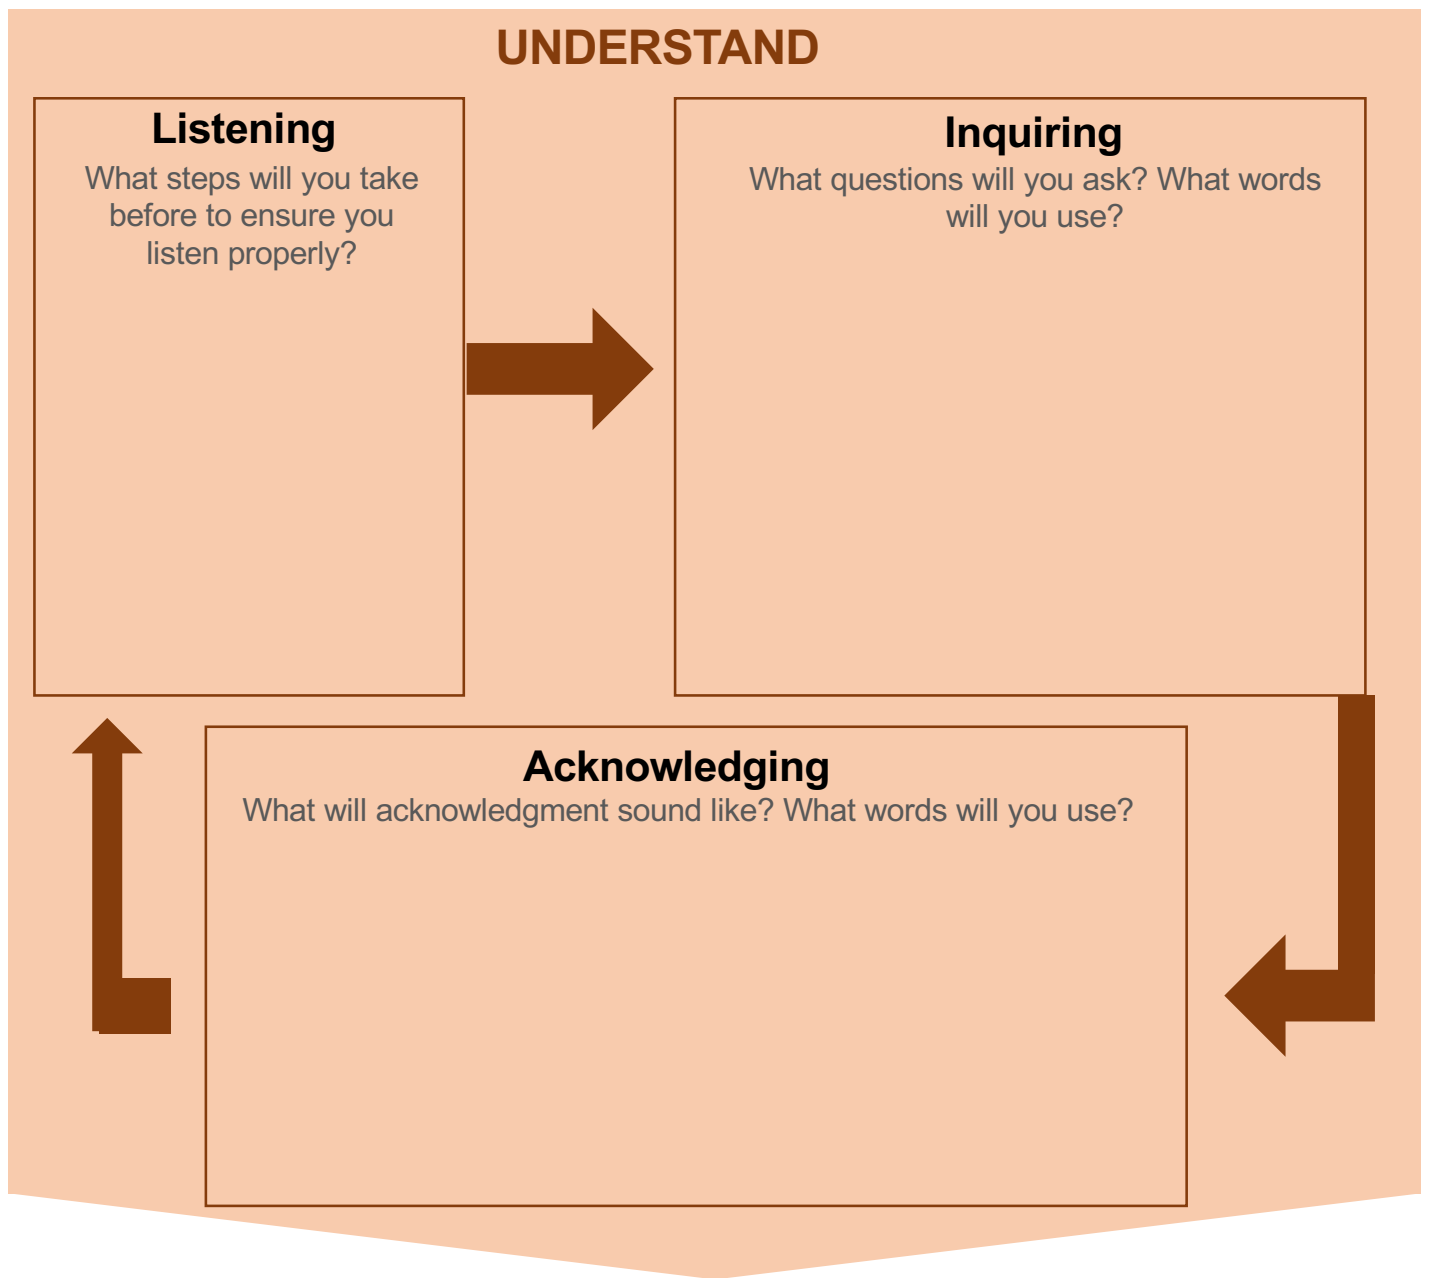 UNDERSTAND
Listening
What steps will you take
before to ensure you
listen properly?
Inquiring
What questions will you ask? What words
will you use?
Acknowledging
What will acknowledgment sound like? What words will you use?